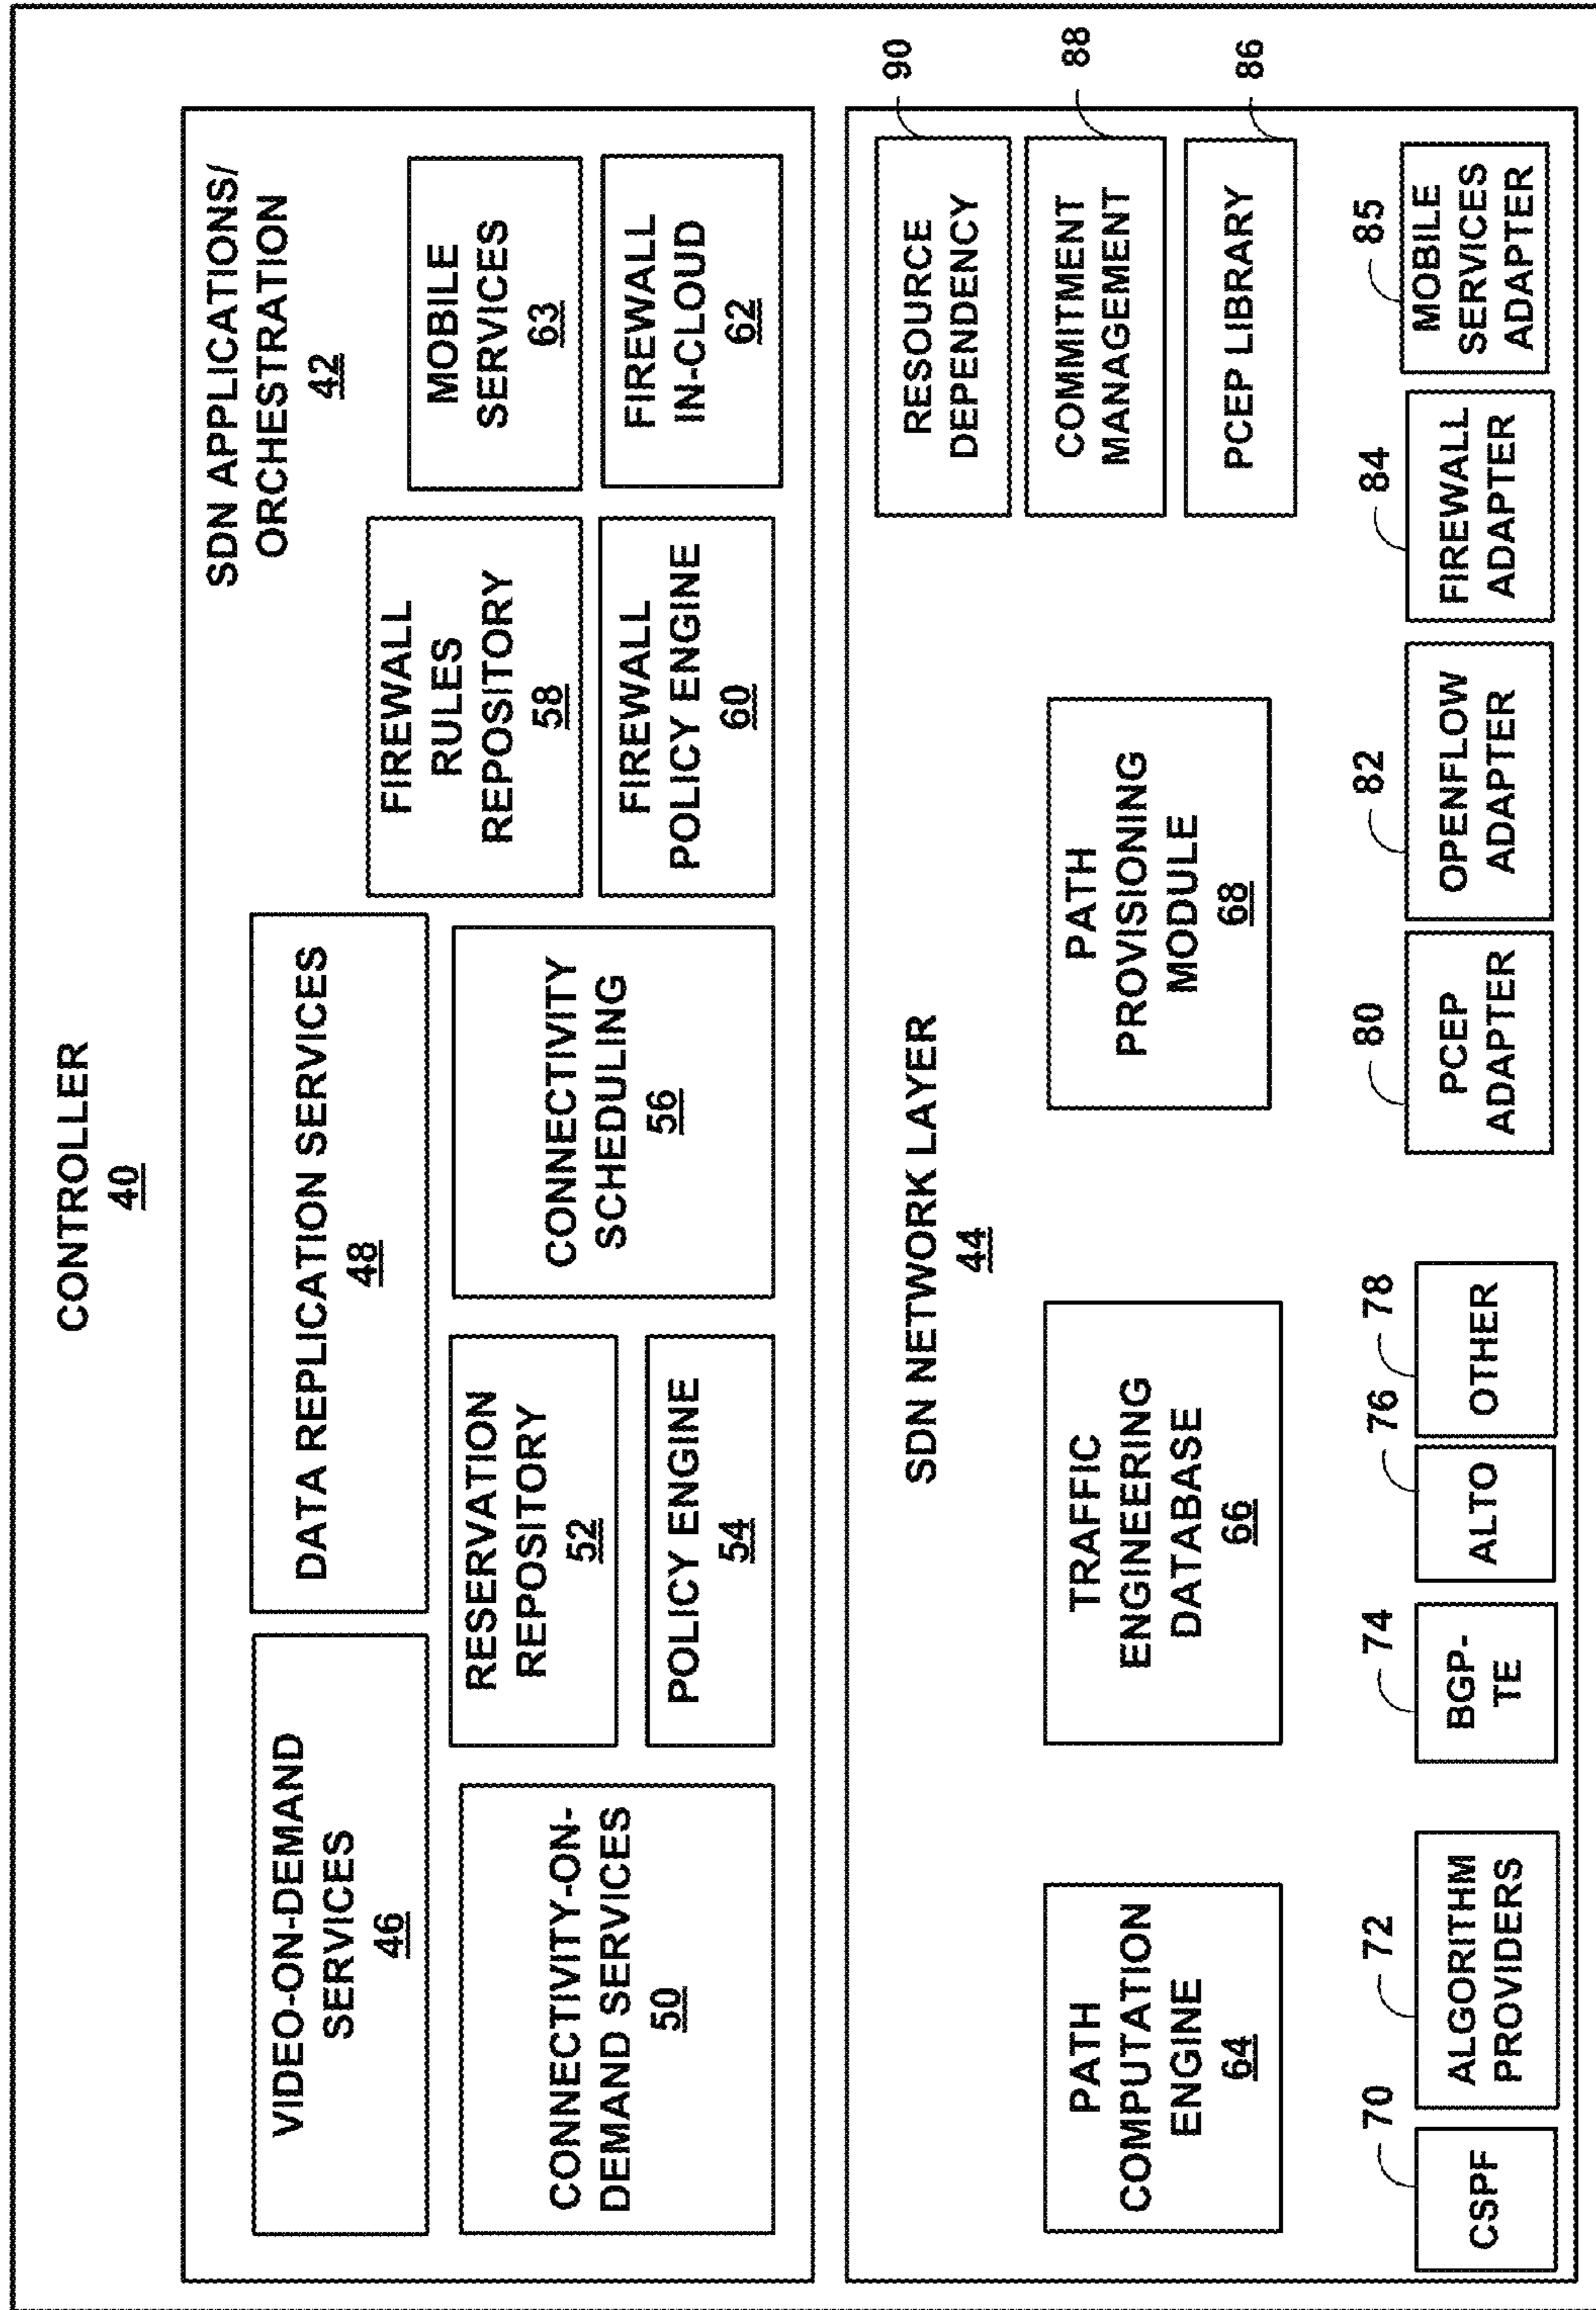 CONTROLLER
40
SDN APPLICATIONS/
ORCHESTRATION
42
VIDEO-ON-DEMAND
SERVICES
46
DATA REPLICATION SERVICES
48
CONNECTIVITY-ON-
DEMAND SERVICES
50
RESERVATION
REPOSITORY
52
POLICY ENGINE
54
CONNECTIVITY
SCHEDULING
56
FIREWALL
RULES
REPOSITORY
58
FIREWALL
POLICY ENGINE
60
MOBILE
SERVICES
63
FIREWALL
IN-CLOUD
62
SDN NETWORK LAYER
44
RESOURCE
DEPENDENCY
90
COMMITMENT
MANAGEMENT
88
PCEP LIBRARY
86
PATH
COMPUTATION
ENGINE
64
TRAFFIC
ENGINEERING
DATABASE
66
PATH
PROVISIONING
MODULE
68
70
CSPF
72
ALGORITHM
PROVIDERS
74
BGP-
TE
76
ALTO
78
OTHER
80
PCEP
ADAPTER
82
OPENFLOW
ADAPTER
84
FIREWALL
ADAPTER
85
MOBILE
SERVICES
ADAPTER